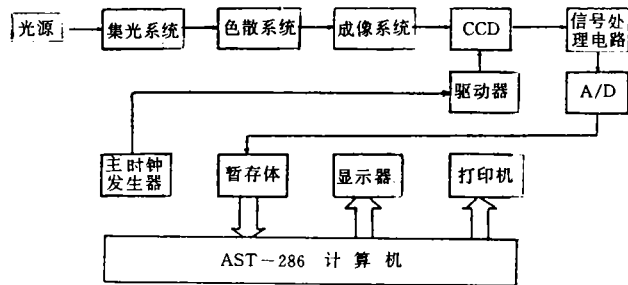 光源
集光系统
色散系统
成像系统
CCD
信号处
理电路
驱动器
A/D
主时钟
发生器
暂存体
显示器
打印机
AST-286 计算机